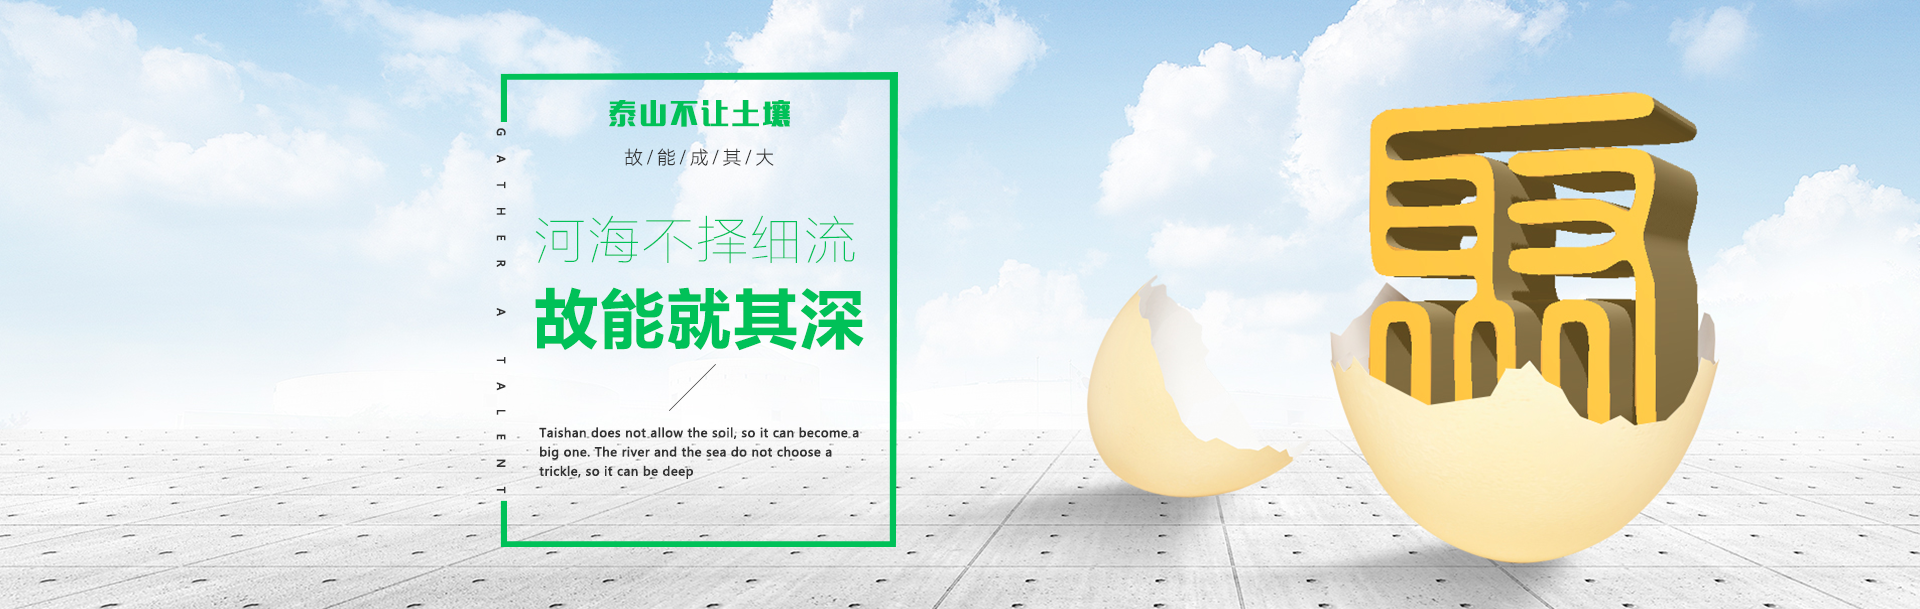 泰山不让土壤
故/能/成/其/大
河海不择细流
故能就其深
Taishan does not allow the soil, so it can become a
big one. The river and the sea do not choose a
trickle, so it can be deep
GATHER A TALENT